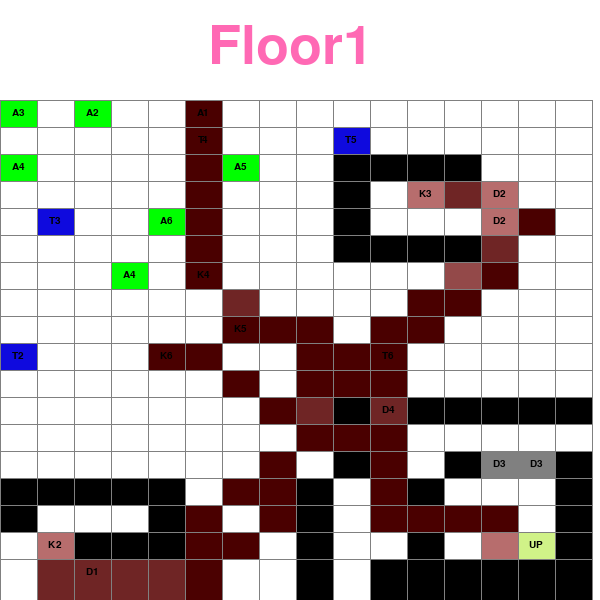 Floor1
A3 A2 A1
T4 T5
A4 A5
K3 D2
T3 A6 D2
A4 K4
K5
T2 K6 T6
D4
D3 D3
K2 UP
D1